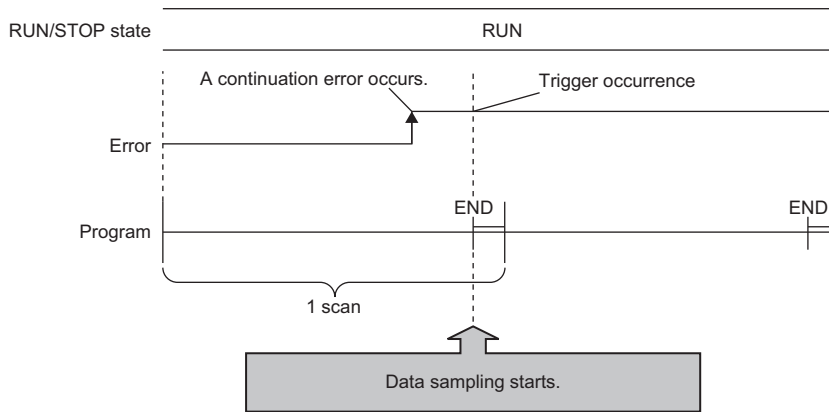 RUN/STOP state
RUN
A continuation error occurs.
Trigger occurrence
Error
END
END
Program
1 scan
Data sampling starts.